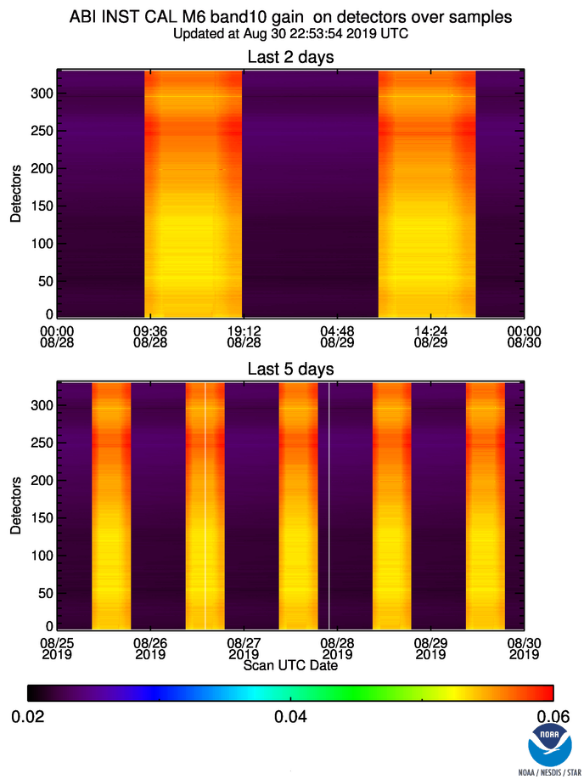 ABI INST CAL M6 band10 gain on detectors over samples
Updated at Aug 30 22:53:54 2019 UTC
Last 2 days
300
250
200
150
100
50
0
Detectors
00:00 09:36 19:12 04:48 14:24 00:00
08/28 08/28 08/28 08/29 08/29 08/30
Last 5 days
300
250
200
150
100
50
0
Detectors
08/25 08/26 08/27 08/28 08/29 08/30
2019 2019 2019 2019 2019 2019
Scan UTC Date
0.02 0.04 0.06
NOAA
NOAA / NESDIS / STAR